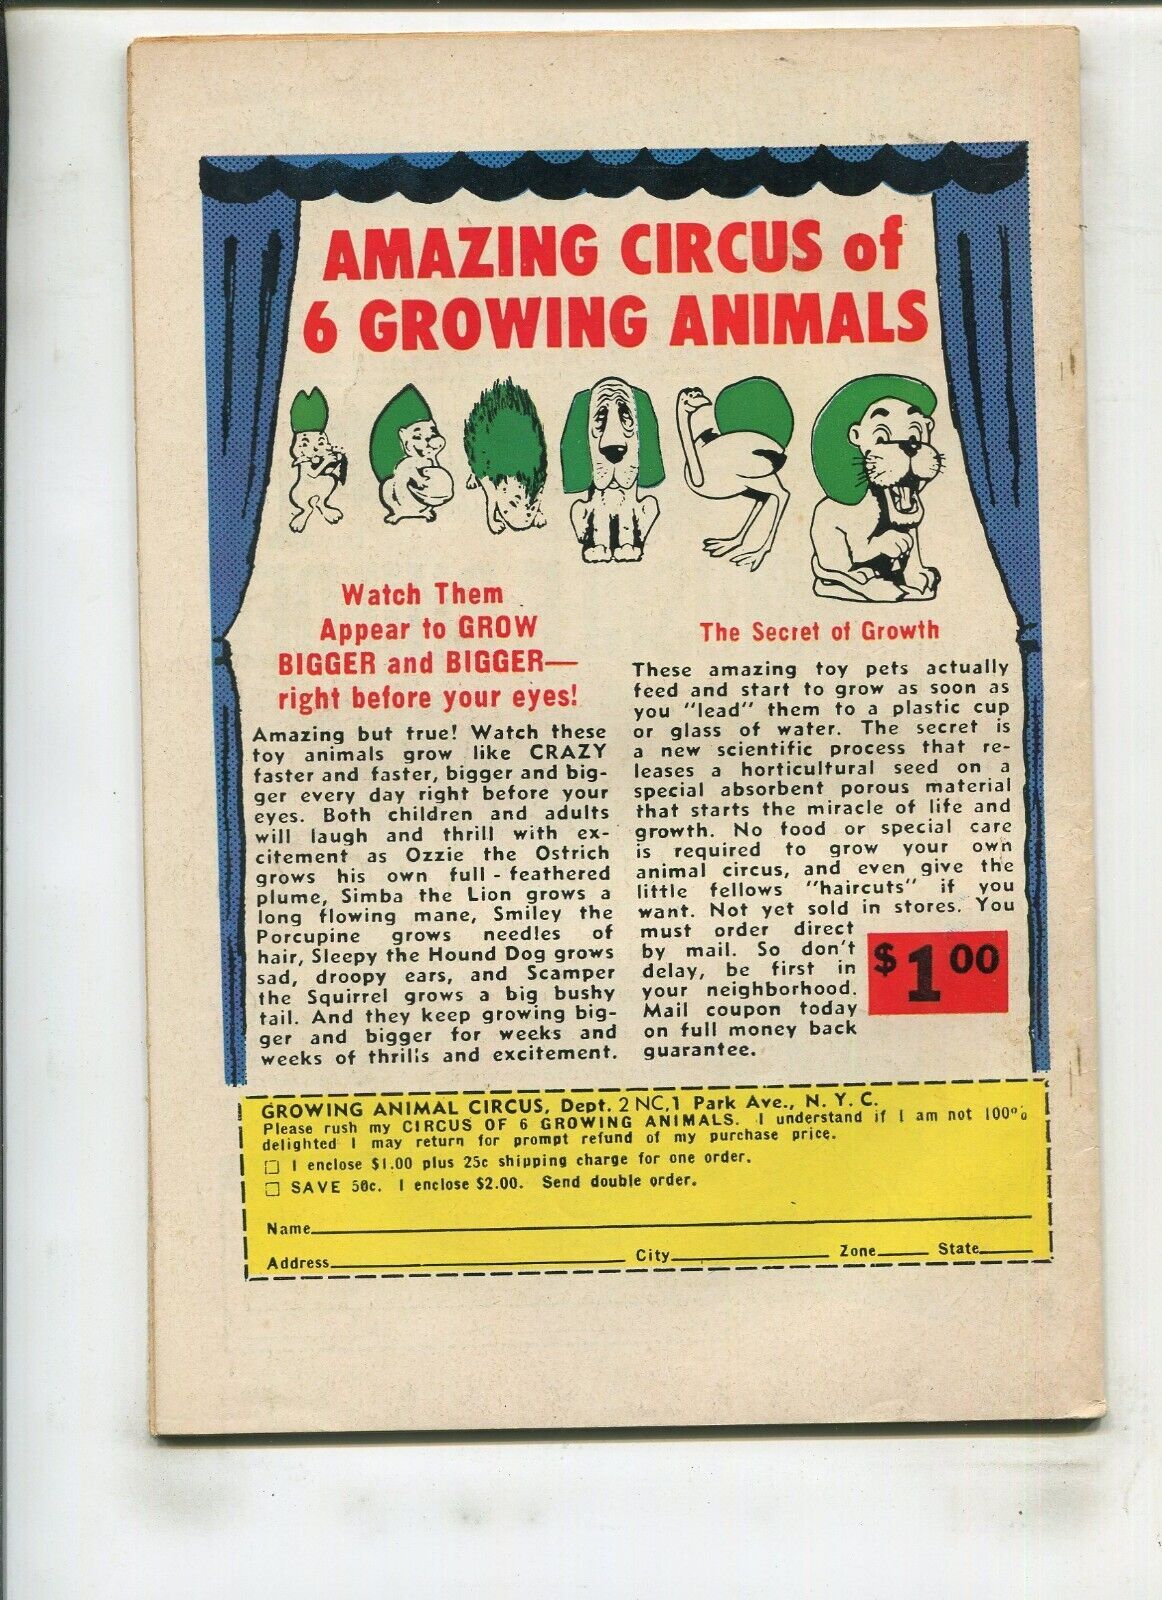 AMAZING CIRCUS of
6 GROWING ANIMALS
Watch Them
Appear to GROW
BIGGER and BIGGER—
right before your eyes!
Amazing but true! Watch these
toy animals grow like CRAZY
faster and faster, bigger and big-
ger every day right before your
eyes. Both children and adults
will laugh and thrill with ex-
citement as Ozzie the Ostrich
grows his own full - feathered
plume, Simba the Lion grows a
long flowing mane, Smiley the
Porcupine grows needles of
hair, Sleepy the Hound Dog grows
sad, droopy ears, and Scamper
the Squirrel grows a big bushy
tail. And they keep growing big-
ger and bigger for weeks and
weeks of thrills and excitement.
The Secret of Growth
These amazing toy pets actually
feed and start to grow as soon as
you "lead" them to a plastic cup
or glass of water. The secret is
a new scientific process that re-
leases a horticultural seed on a
special absorbent porous material
that starts the miracle of life and
growth. No food or special care
is required to grow your own
animal circus, and even give the
little fellows "haircuts" if you
want. Not yet sold in stores. You
must order direct
by mail. So don't
delay, be first in
your neighborhood.
Mail coupon today
on full money back
guarantee.
$1 00
GROWING ANIMAL CIRCUS, Dept. 2 NC, 1 Park Ave., N. Y. C.
Please rush my CIRCUS OF 6 GROWING ANIMALS. I understand if I am not 100%
delighted I may return for prompt refund of my purchase price.
□ I enclose $1.00 plus 25c shipping charge for one order.
□ SAVE 50c. I enclose $2.00. Send double order.
Name
Address City Zone State